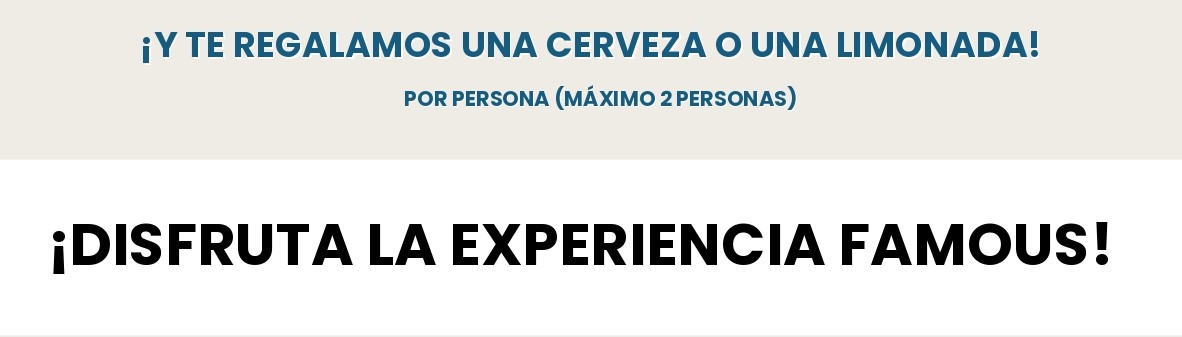 ¡Y TE REGALAMOS UNA CERVEZA O UNA LIMONADA!
POR PERSONA (MÁXIMO 2 PERSONAS)
¡DISFRUTA LA EXPERIENCIA FAMOUS!